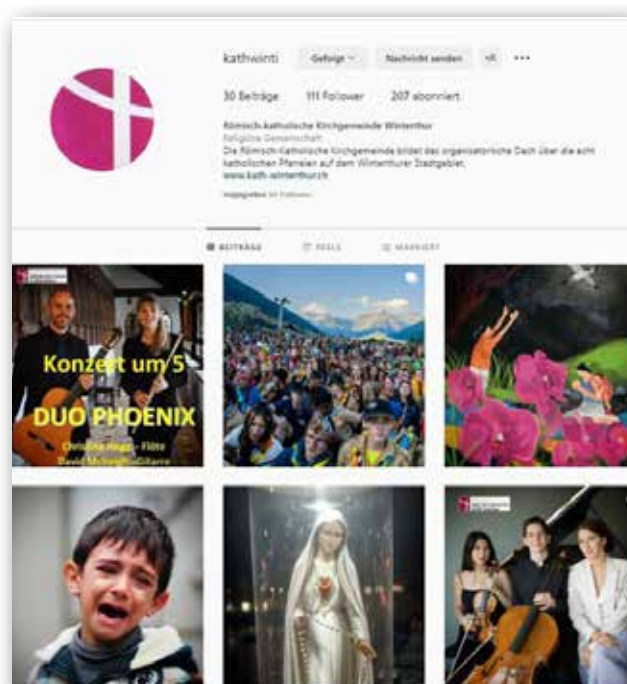 kathwinti Gefolgt Nachricht senden
30 Beiträge 111 Follower 207 abonniert
Römisch-katholische Kirchgemeinde Winterthur
Religiöse Gemeinschaft
Die Römisch-Katholische Kirchgemeinde bildet das organisatorische Dach über die acht
katholischen Pfarreien auf dem Winterthurer Stadtgebiet.
www.kath-winterthur.ch
BEITRÄGE REELS MARKIERT
Konzert um 5
DUO PHOENIX
- Flöte
David